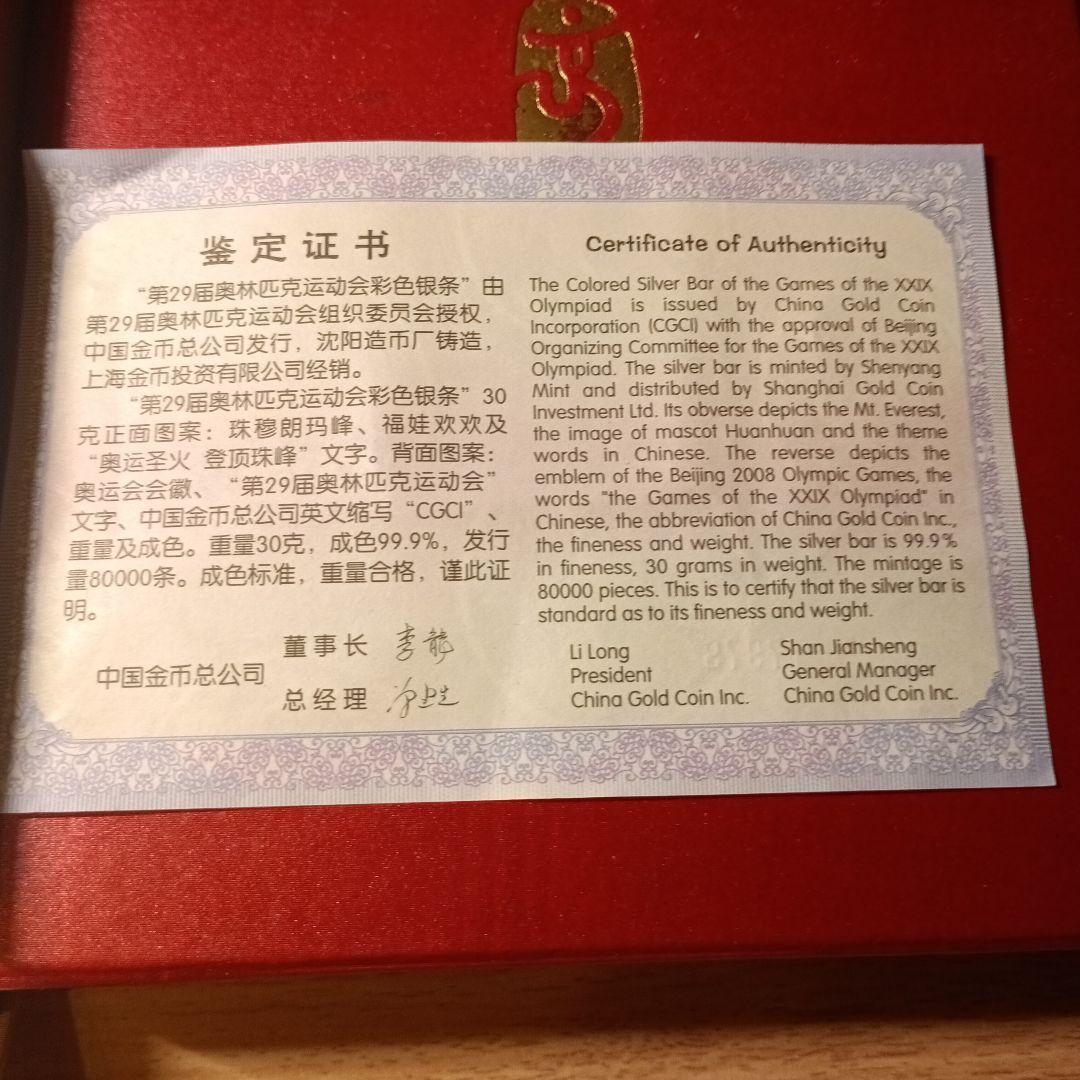 鉴定证书
“第29届奥林匹克运动会彩色银条”由
第29届奥林匹克运动会组织委员会授权，
中国金币总公司发行，沈阳造币厂铸造，
上海金币投资有限公司经销。
“第29届奥林匹克运动会彩色银条”30
克正面图案：珠穆朗玛峰、福娃欢欢及
“奥运圣火 登顶珠峰”文字。背面图案：
奥运会会徽、“第29届奥林匹克运动会”
文字、中国金币总公司英文缩写“CGCI”、
重量及成色。重量30克，成色99.9%，发行
量80000条。成色标准，重量合格，谨此证
明。
中国金币总公司
董事长 李龙
总经理
Certificate of Authenticity
The Colored Silver Bar of the Games of the XXIX
Olympiad is issued by China Gold Coin
Incorporation (CGCI) with the approval of Beijing
Organizing Committee for the Games of the XXIX
Olympiad. The silver bar is minted by Shenyang
Mint and distributed by Shanghai Gold Coin
Investment Ltd. Its obverse depicts the Mt. Everest,
the image of mascot Huanhuan and the theme
words in Chinese. The reverse depicts the
emblem of the Beijing 2008 Olympic Games, the
words "the Games of the XXIX Olympiad" in
Chinese, the abbreviation of China Gold Coin Inc.,
the fineness and weight. The silver bar is 99.9%
in fineness, 30 grams in weight. The mintage is
80000 pieces. This is to certify that the silver bar is
standard as to its fineness and weight.
Li Long
President
China Gold Coin Inc.
Shan Jiansheng
General Manager
China Gold Coin Inc.